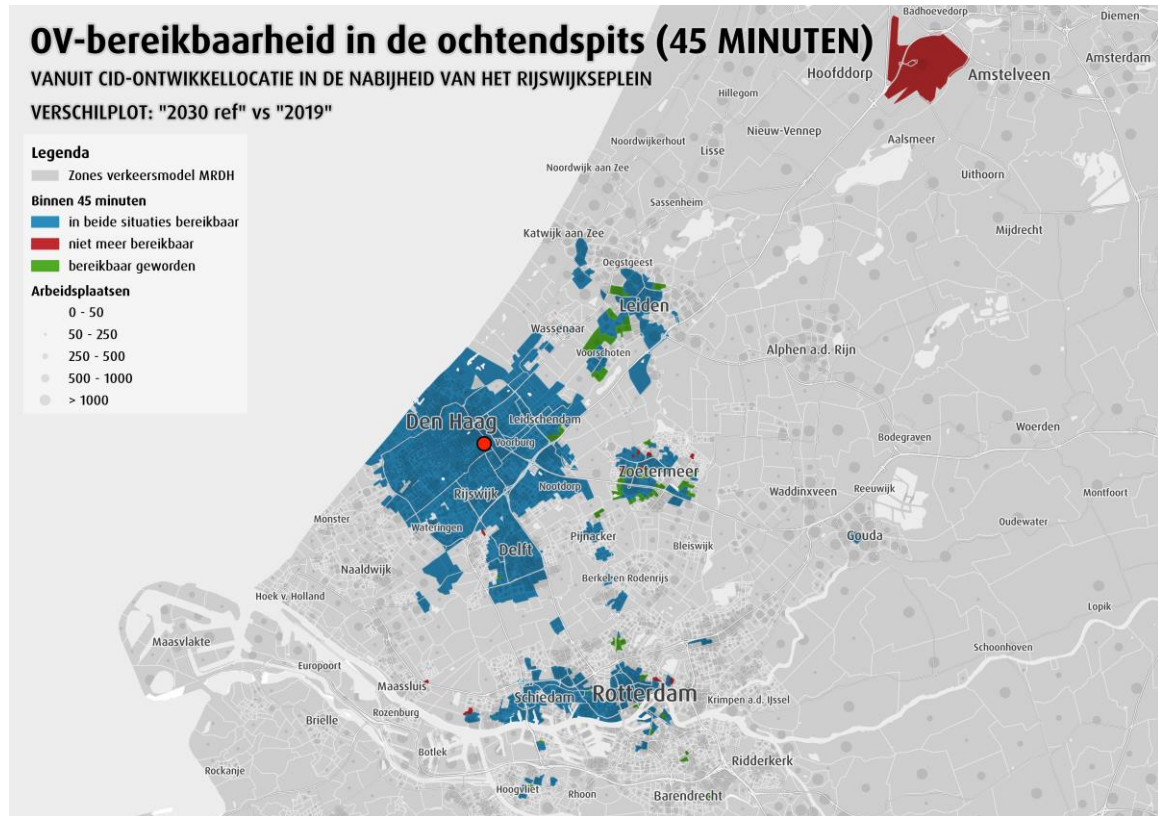 OV-bereikbaarheid in de ochtendspits (45 MINUTEN)
VANUIT CID-ONTWIKKELLOCATIE IN DE NABIJHEID VAN HET RIJSWIJKSEPLEIN
VERSCHILPLOT: "2030 ref" vs "2019"
Legenda
Zones verkeersmodel MRDH
Binnen 45 minuten
in beide situaties bereikbaar
niet meer bereikbaar
bereikbaar geworden
Arbeidsplaatsen
0 - 50
50 - 250
250 - 500
500 - 1000
> 1000
Badhoevedorp
Diemen
Amsterdam
Hoofddorp
Amstelveen
Hillegom
Nieuw-Vennep
Aalsmeer
Noordwijkerhout
Lisse
Noordwijk aan Zee
Uithoorn
Sassenheim
Mijdrecht
Katwijk aan Zee
Oegstgeest
Leiden
Wassenaar
Voorschoten
Alphen a.d. Rijn
Den Haag
Leidschendam
Voorburg
Woerden
Bodegraven
Zoetermeer
Rijswijk
Nootdorp
Waddinxveen
Reeuwijk
Montfoort
Monster
Wateringen
Oudewater
Delft
Pijnacker
Gouda
Bleiswijk
Naaldwijk
Berkel en Rodenrijs
Hoek v. Holland
Lopik
Maasvlakte
Schoonhoven
Europoort
Maassluis
Schiedam
Rotterdam
Krimpen a.d. IJssel
Rozenburg
Briëlle
Botlek
Ridderkerk
Rockanje
Hoogvliet
Rhoon
Barendrecht